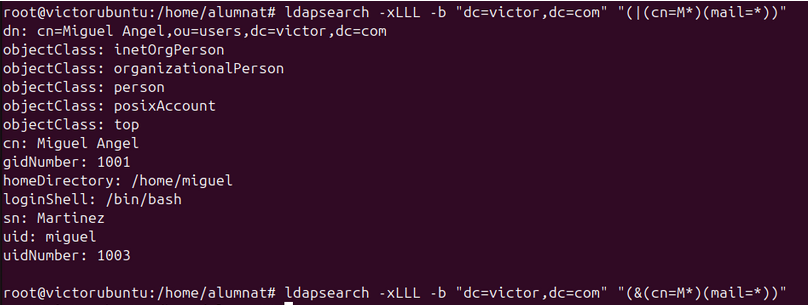 root@victorubuntu:/home/alumnat# ldapsearch -xLLL -b "dc=victor,dc=com" "(|(cn=M*)(mail=*))"
dn: cn=Miguel Angel,ou=users,dc=victor,dc=com
objectClass: inetOrgPerson
objectClass: organizationalPerson
objectClass: person
objectClass: posixAccount
objectClass: top
cn: Miguel Angel
gidNumber: 1001
homeDirectory: /home/miguel
loginShell: /bin/bash
sn: Martinez
uid: miguel
uidNumber: 1003
root@victorubuntu:/home/alumnat# ldapsearch -xLLL -b "dc=victor,dc=com" "(&(cn=M*)(mail=*))"